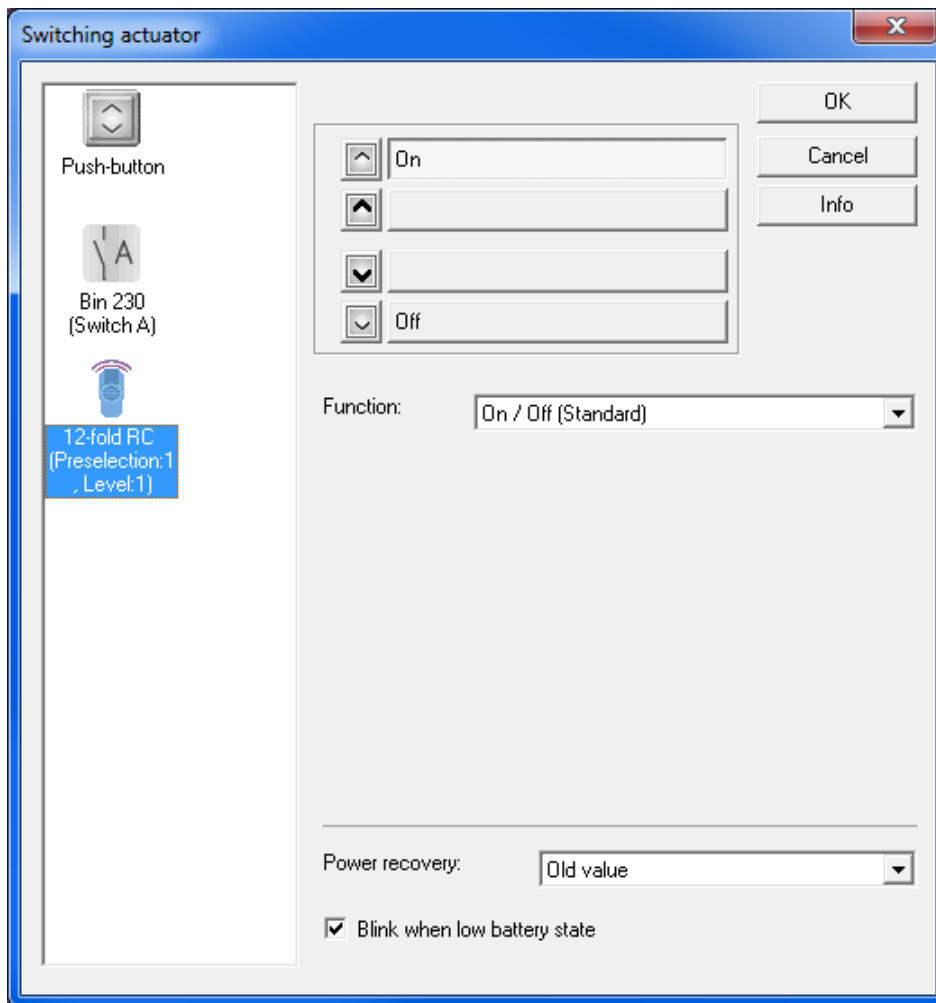 Switching actuator
Push-button
A
Bin 230
(Switch A)
12-fold RC
(Preselection:1
, Level:1)
On
Off
OK
Cancel
Info
Function:
On / Off (Standard)
Power recovery:
Old value
Blink when low battery state